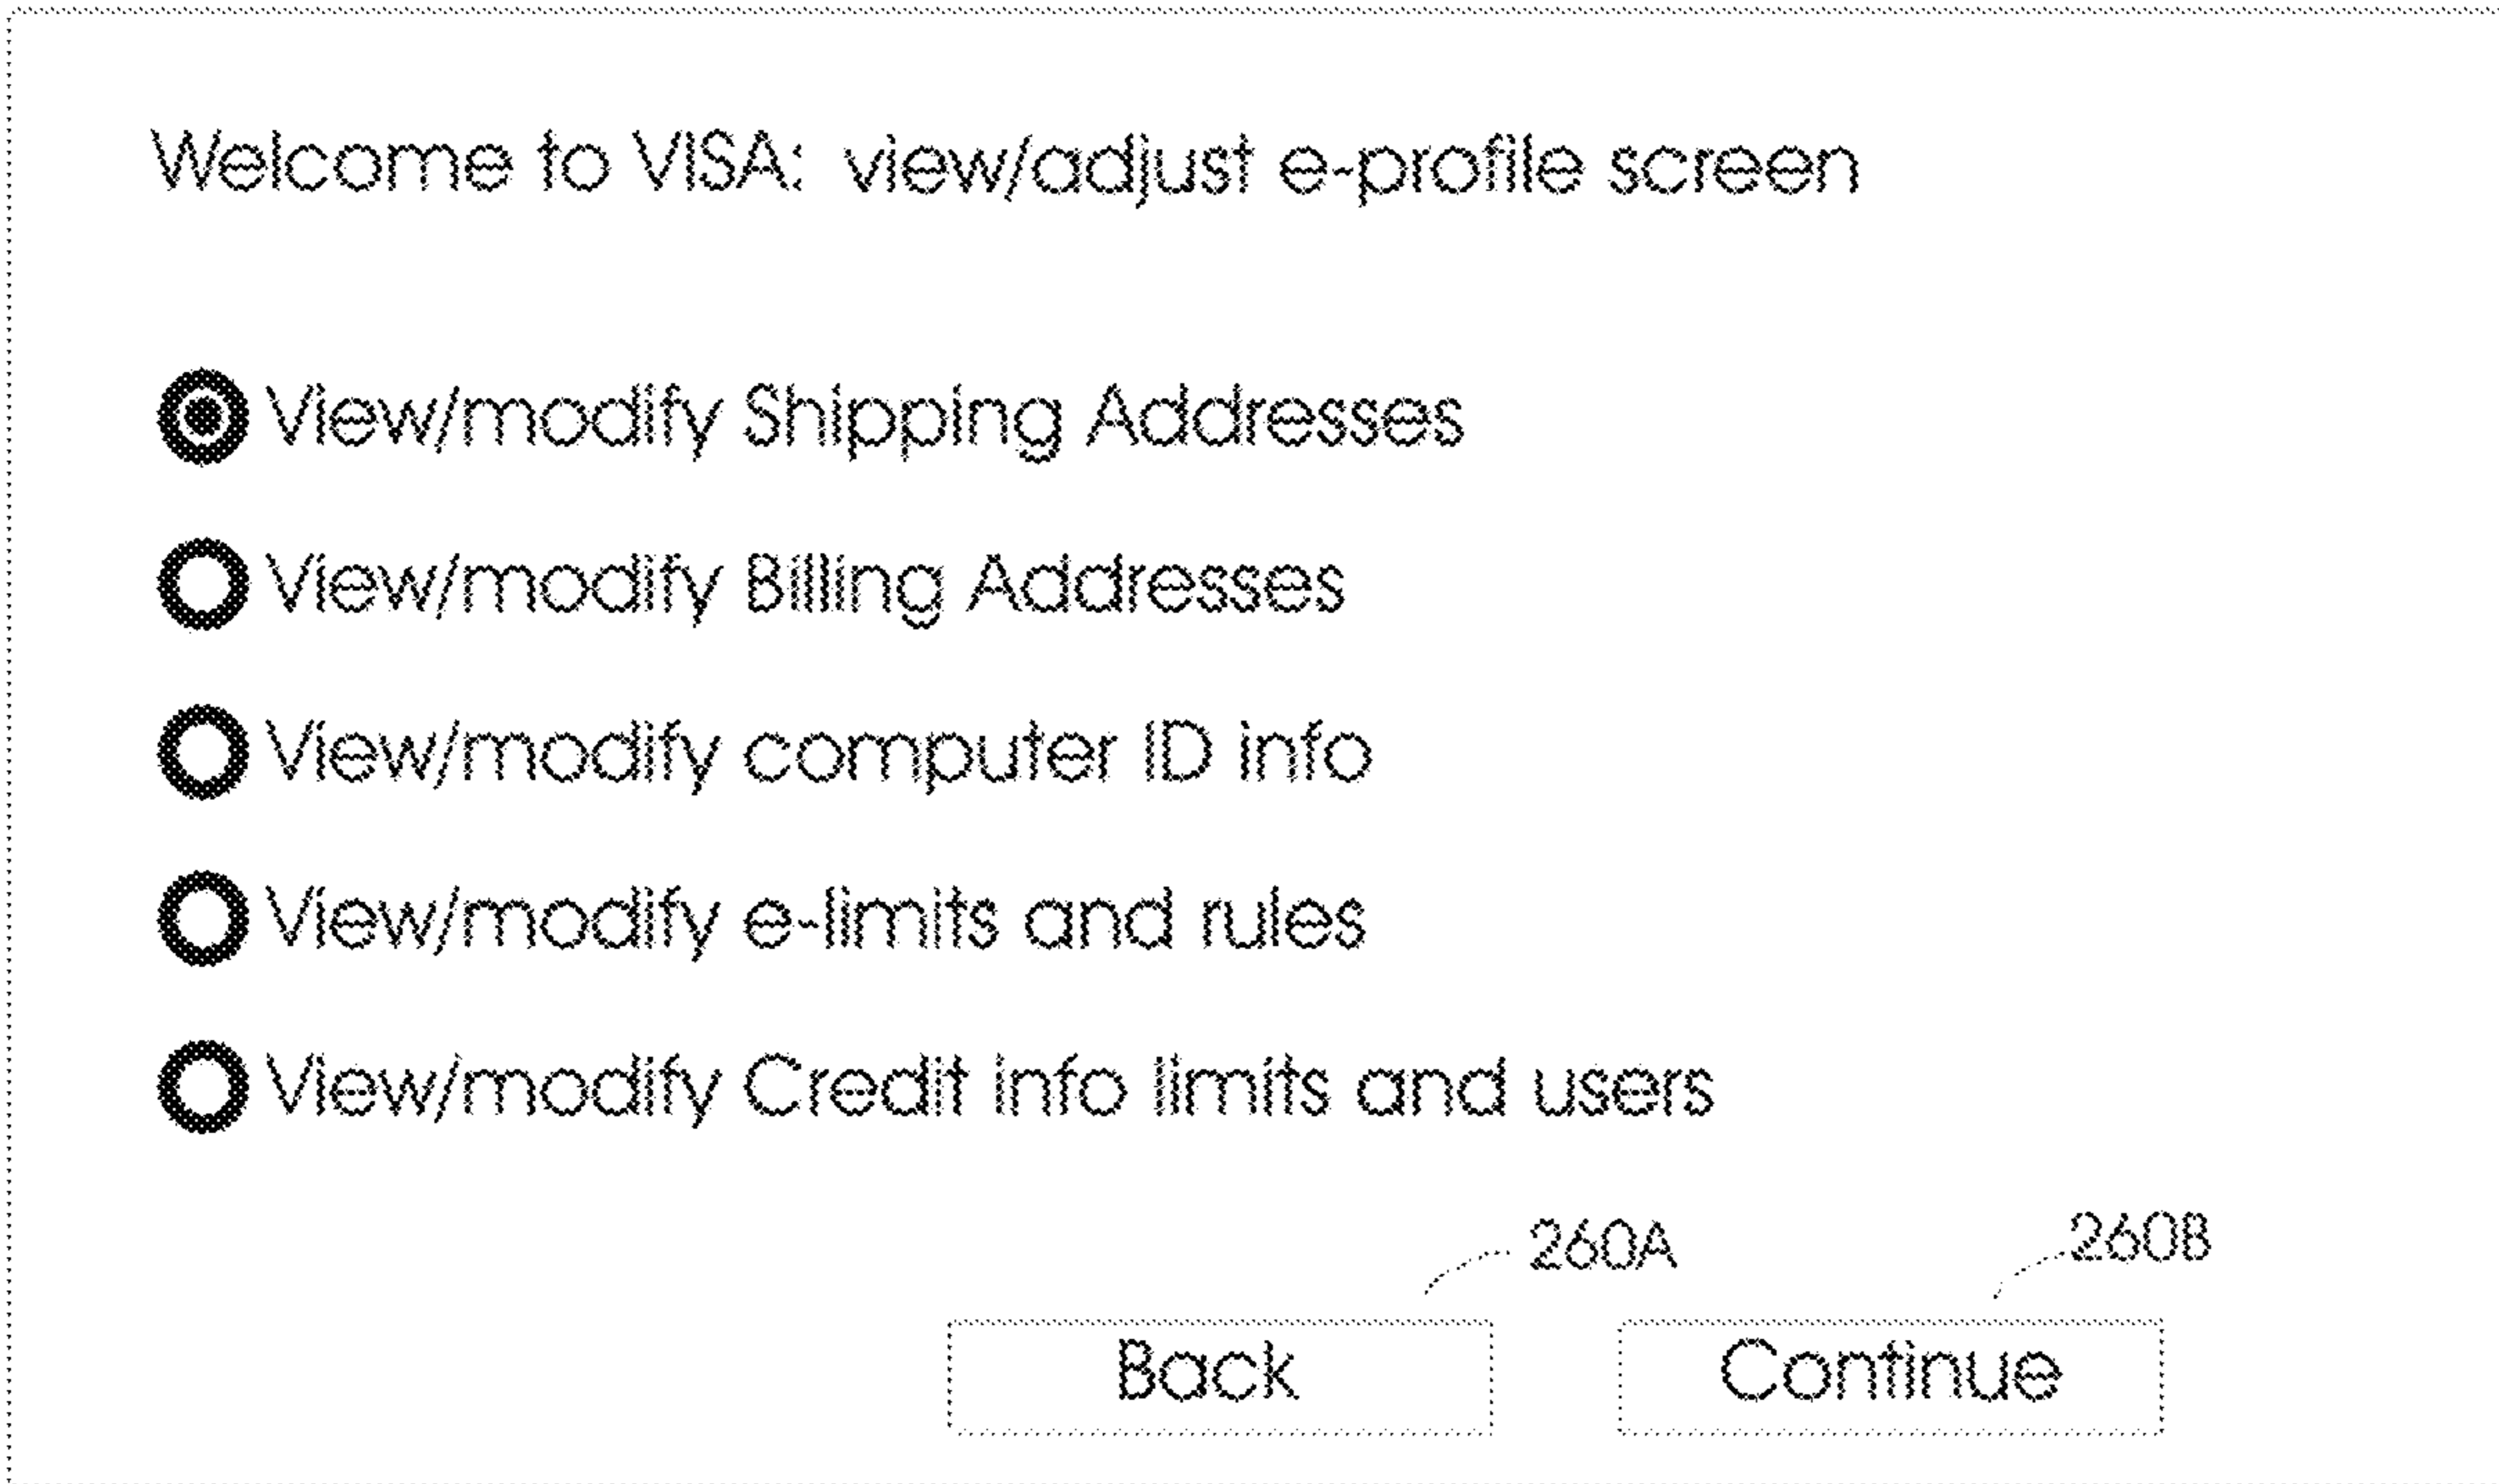 Welcome to VISA: view/adjust e-profile screen
View/modify Shipping Addresses
View/modify Billing Addresses
View/modify computer ID info
View/modify e-limits and rules
View/modify Credit info limits and users
260A
260B
Back
Continue